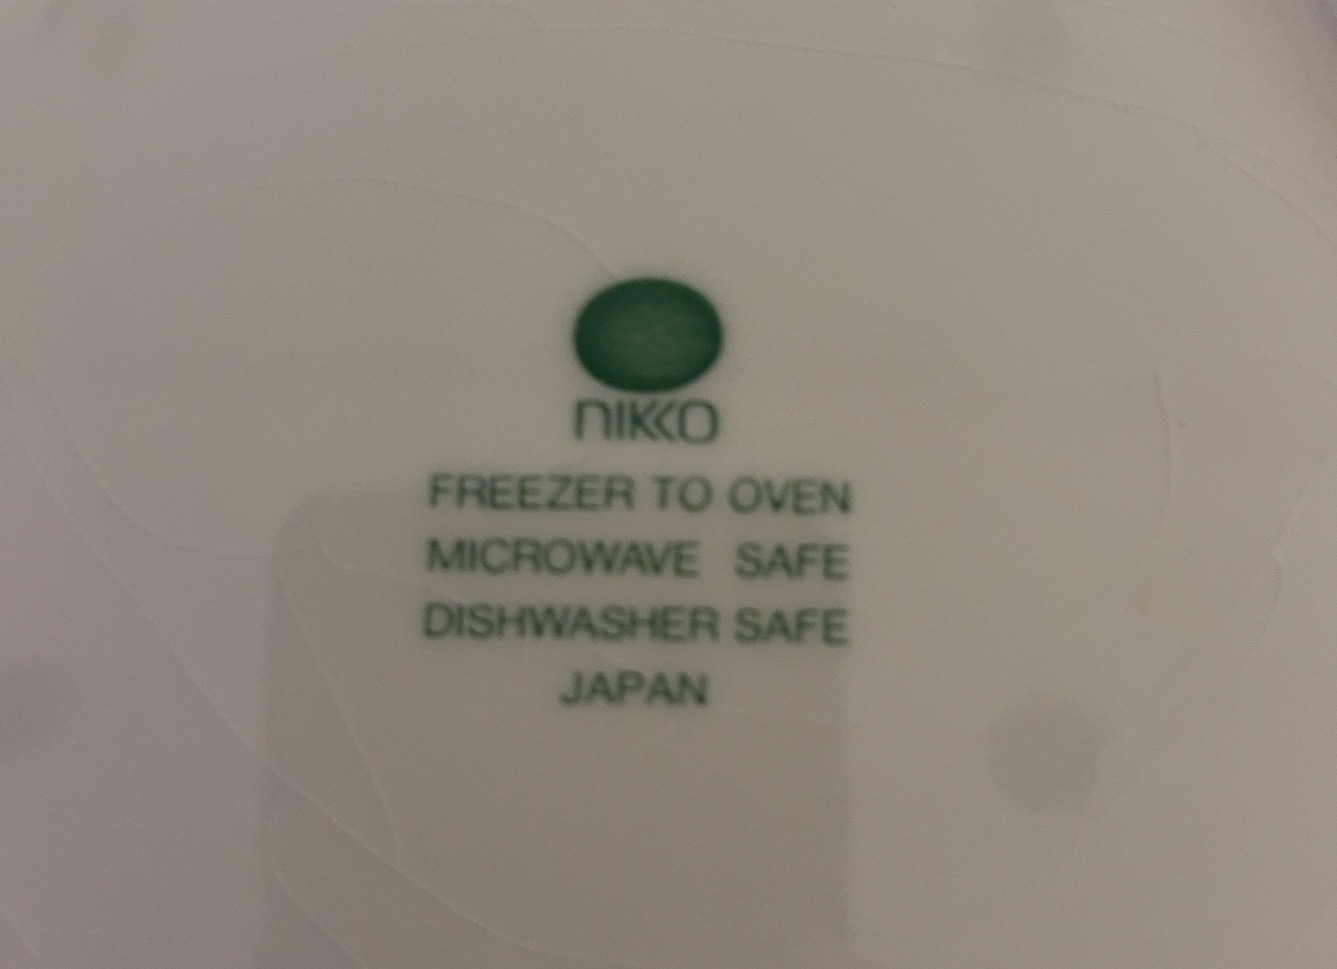 NIKKO
FREEZER TO OVEN
MICROWAVE SAFE
DISHWASHER SAFE
JAPAN